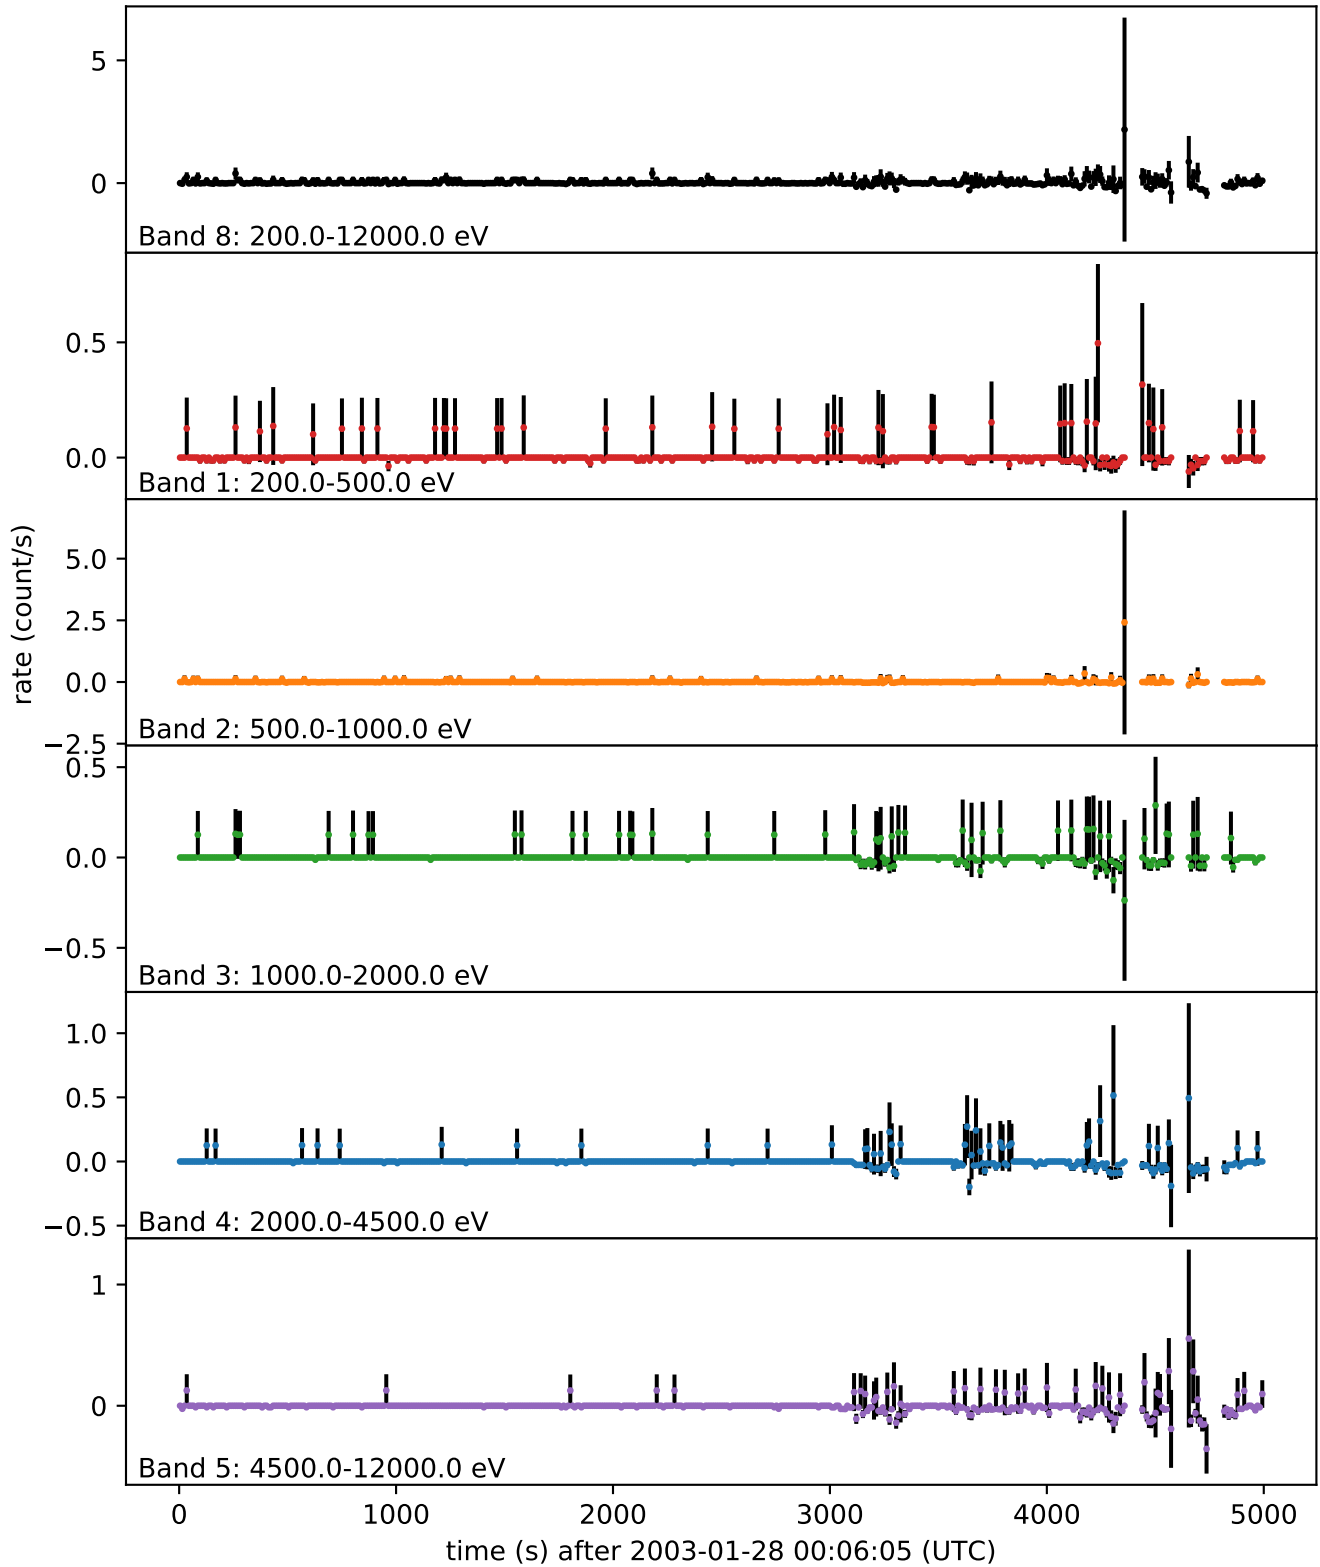 5
0
Band 8: 200.0-12000.0 eV
0.5
0.0
Band 1: 200.0-500.0 eV
5.0
2.5
0.0
−2.5
Band 2: 500.0-1000.0 eV
rate (count/s)
0.5
0.0
−0.5
Band 3: 1000.0-2000.0 eV
1.0
0.5
0.0
−0.5
Band 4: 2000.0-4500.0 eV
1
0
Band 5: 4500.0-12000.0 eV
0 1000 2000 3000 4000 5000
time (s) after 2003-01-28 00:06:05 (UTC)